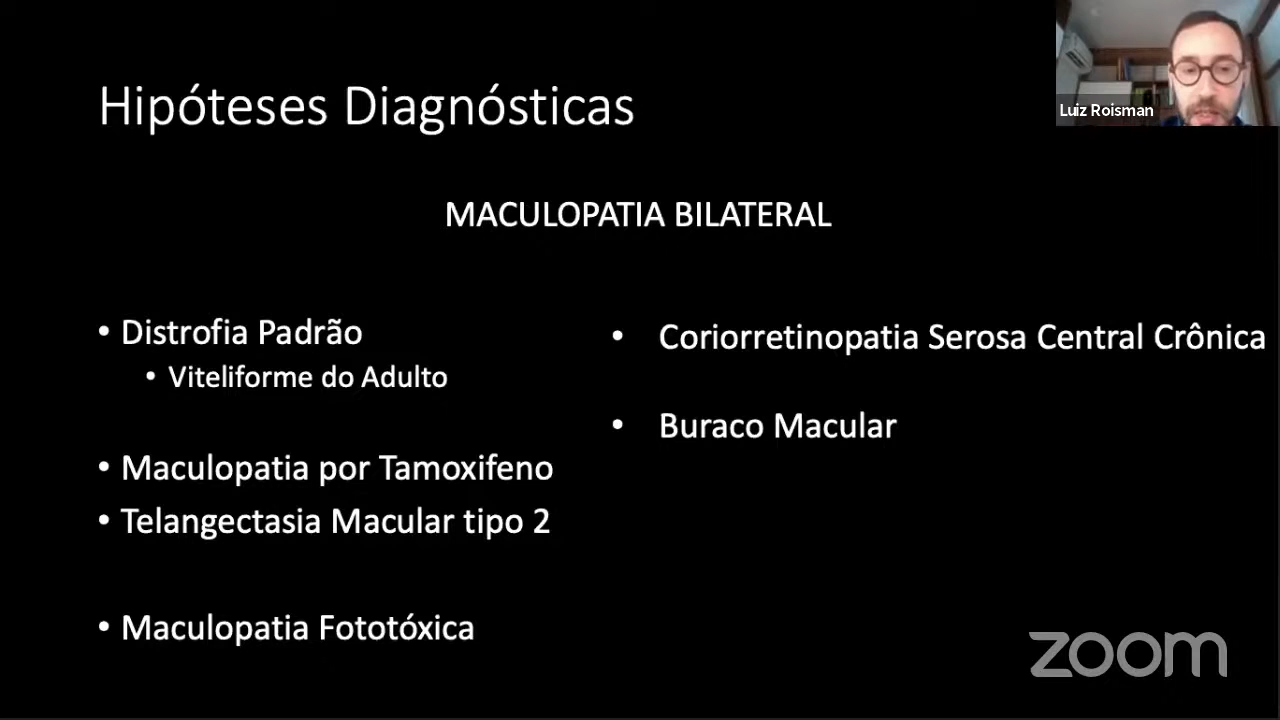 Hipóteses Diagnósticas
Luiz Roisman
MACULOPATIA BILATERAL
• Distrofia Padrão
• Viteliforme do Adulto
• Maculopatia por Tamoxifeno
• Telangectasia Macular tipo 2
• Maculopatia Fototóxica
• Coriorretinopatia Serosa Central Crônica
• Buraco Macular
zoom